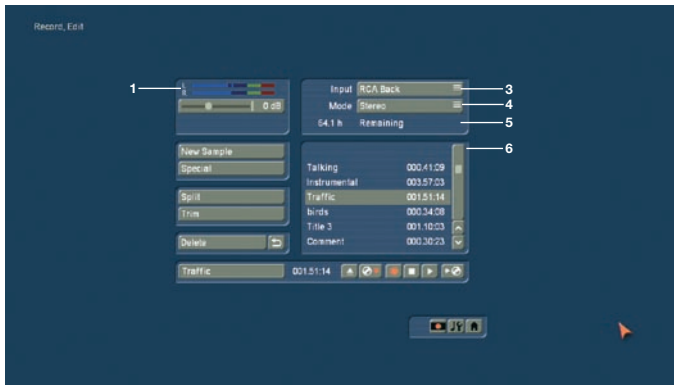 Record, Edit
1
L
R
0 dB
Input RCA Back
3
Mode Stereo
4
64.1 h Remaining
5
6
New Sample
Special
Split
Trim
Delete
Talking 000.41:09
Instrumental 003.57:03
Traffic 001.51:14
birds 000.34:08
Title 3 001.10:03
Comment 000.30:23
Traffic 001.51:14